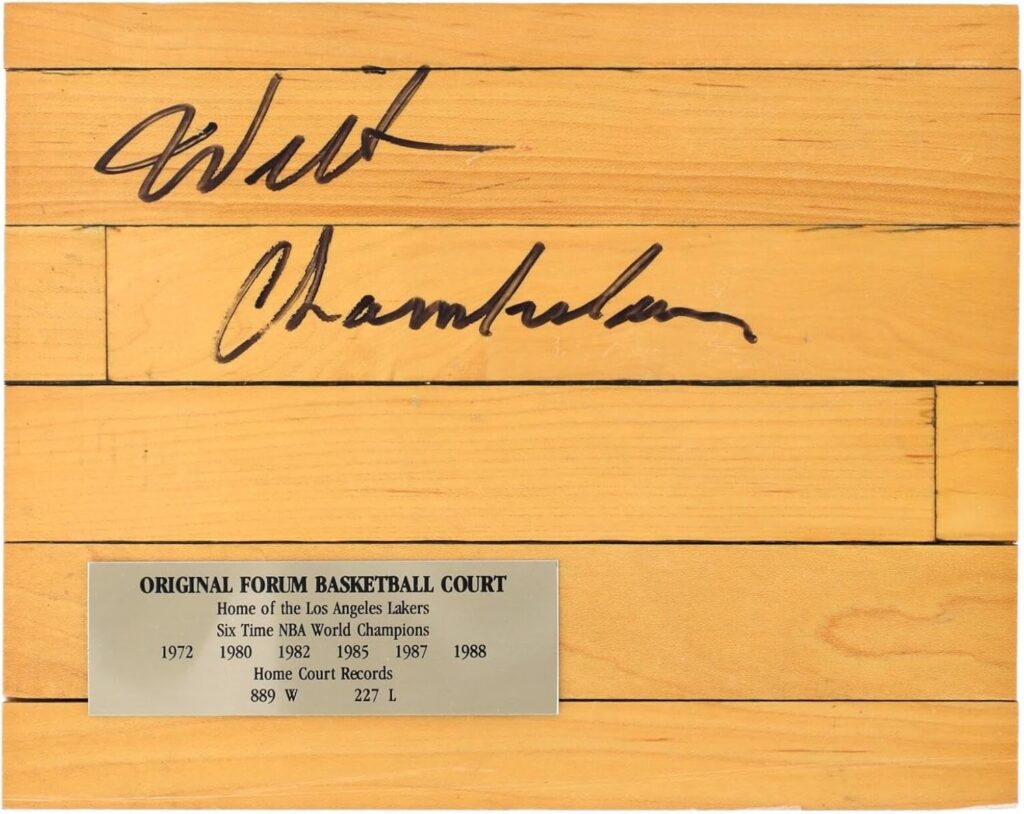 Wilt
Chamberlain
ORIGINAL FORUM BASKETBALL COURT
Home of the Los Angeles Lakers
Six Time NBA World Champions
1972 1980 1982 1985 1987 1988
Home Court Records
889 W 227 L